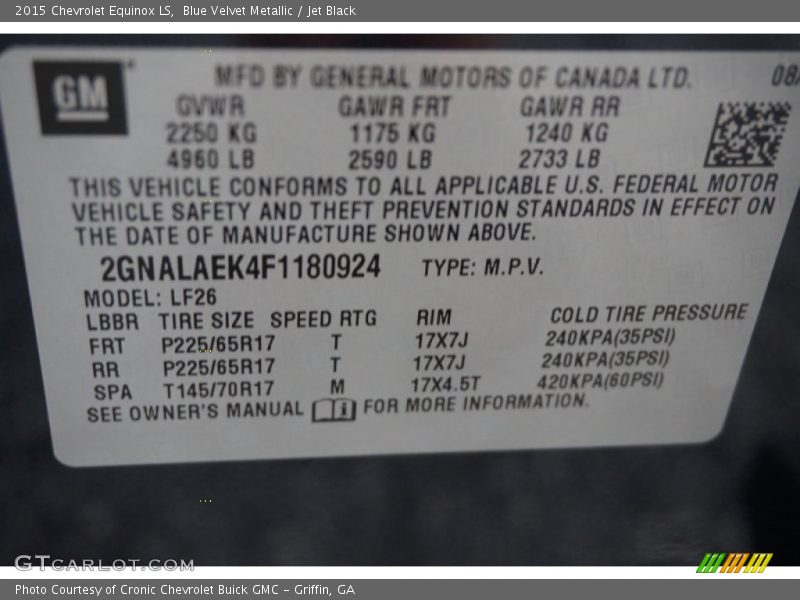 2015 Chevrolet Equinox LS,  Blue Velvet Metallic / Jet Black
GM
MFD BY GENERAL MOTORS OF CANADA LTD.
GVWR GAWR FRT GAWR RR
2250 KG 1175 KG 1240 KG
4960 LB 2590 LB 2733 LB
THIS VEHICLE CONFORMS TO ALL APPLICABLE U.S. FEDERAL MOTOR
VEHICLE SAFETY AND THEFT PREVENTION STANDARDS IN EFFECT ON
THE DATE OF MANUFACTURE SHOWN ABOVE.
2GNALAEK4F1180924 TYPE: M.P.V.
MODEL: LF26
LBBR TIRE SIZE SPEED RTG RIM COLD TIRE PRESSURE
FRT P225/65R17 T 17X7J 240KPA(35PSI)
RR P225/65R17 T 17X7J 240KPA(35PSI)
SPA T145/70R17 M 17X4.5T 420KPA(60PSI)
SEE OWNER'S MANUAL FOR MORE INFORMATION.
GTcarlot.com
Photo Courtesy of Cronic Chevrolet Buick GMC – Griffin, GA